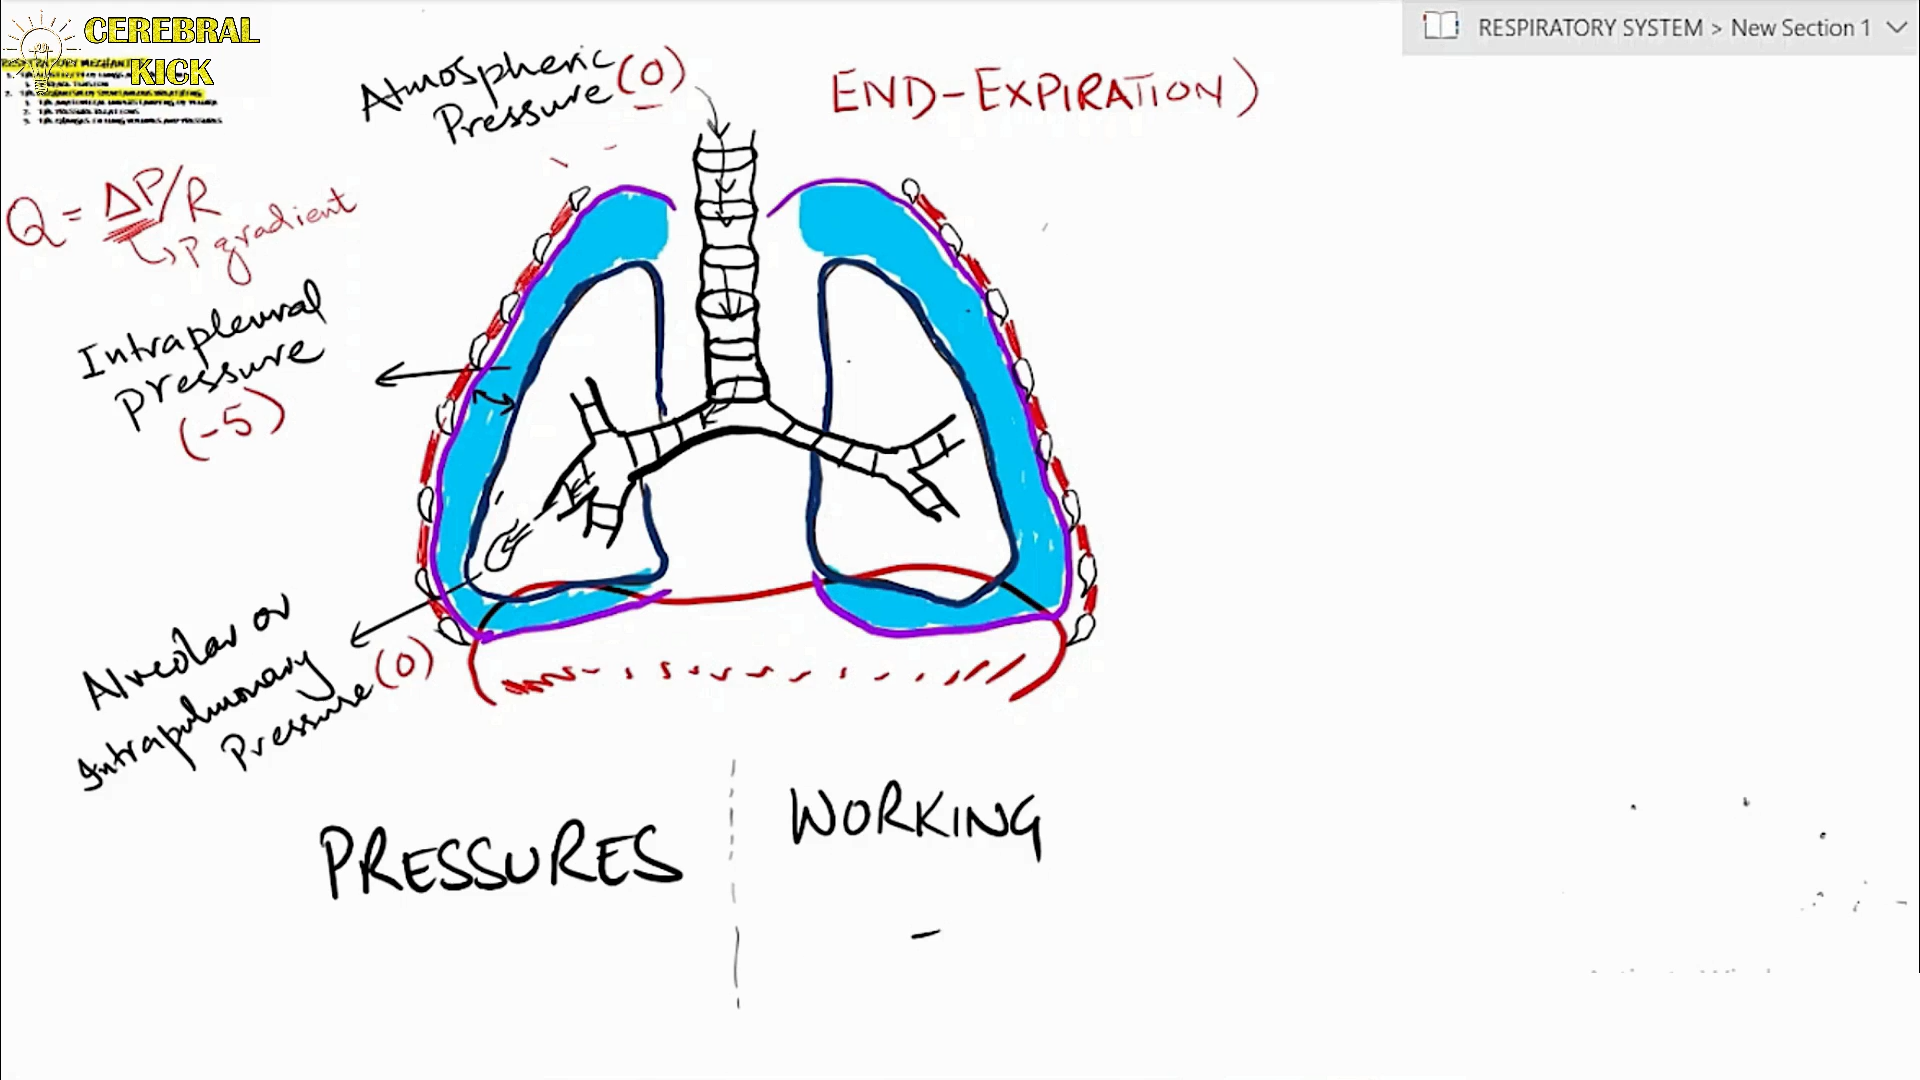 CEREBRAL
KICK
RESPIRATORY SYSTEM > New Section 1
Atmospheric
Pressure (0)
END-EXPIRATION)
Q = ΔP/R
↳ P gradient
Intrapleural
pressure
(-5)
Alveolar or
Intrapulmonary
Pressure (0)
PRESSURES
WORKING
-